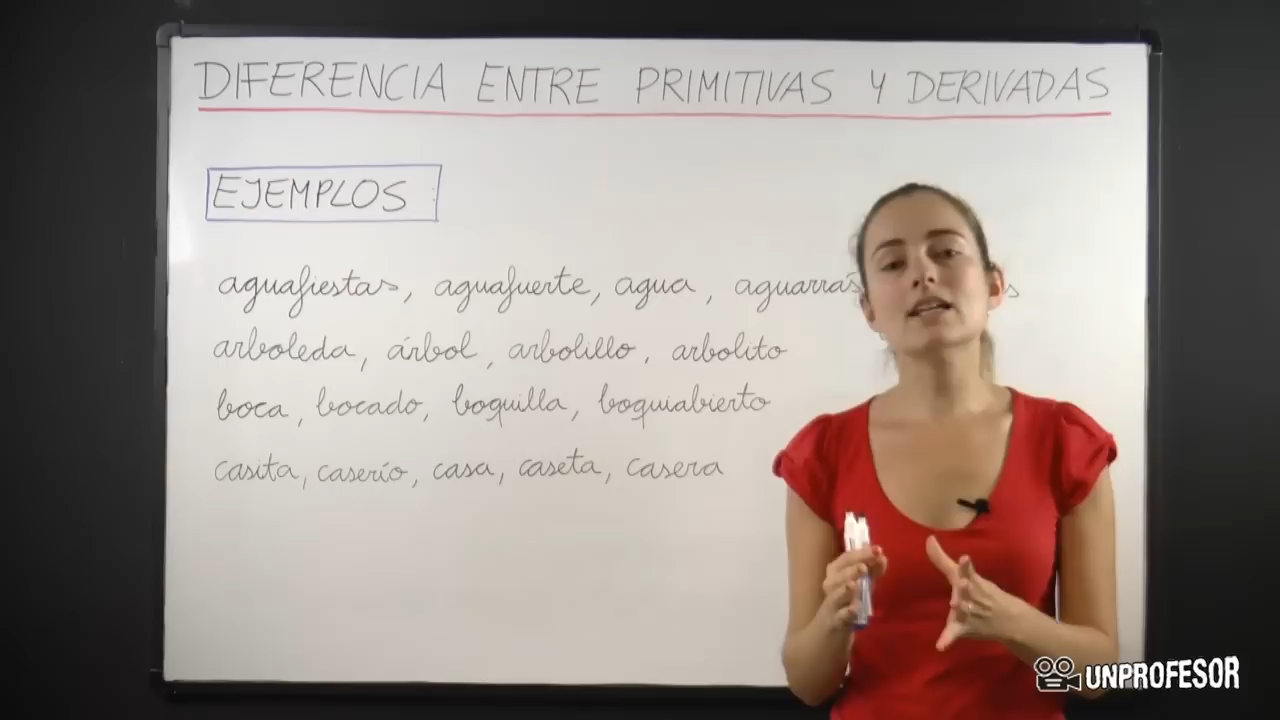 DIFERENCIA ENTRE PRIMITIVAS Y DERIVADAS
EJEMPLOS
aguafiestas, aguafuerte, agua, aguarrás
arboleda, árbol, arbolillo, arbolito
boca, bocado, boquilla, boquiabierto
casita, caserío, casa, caseta, casera
UNPROFESOR